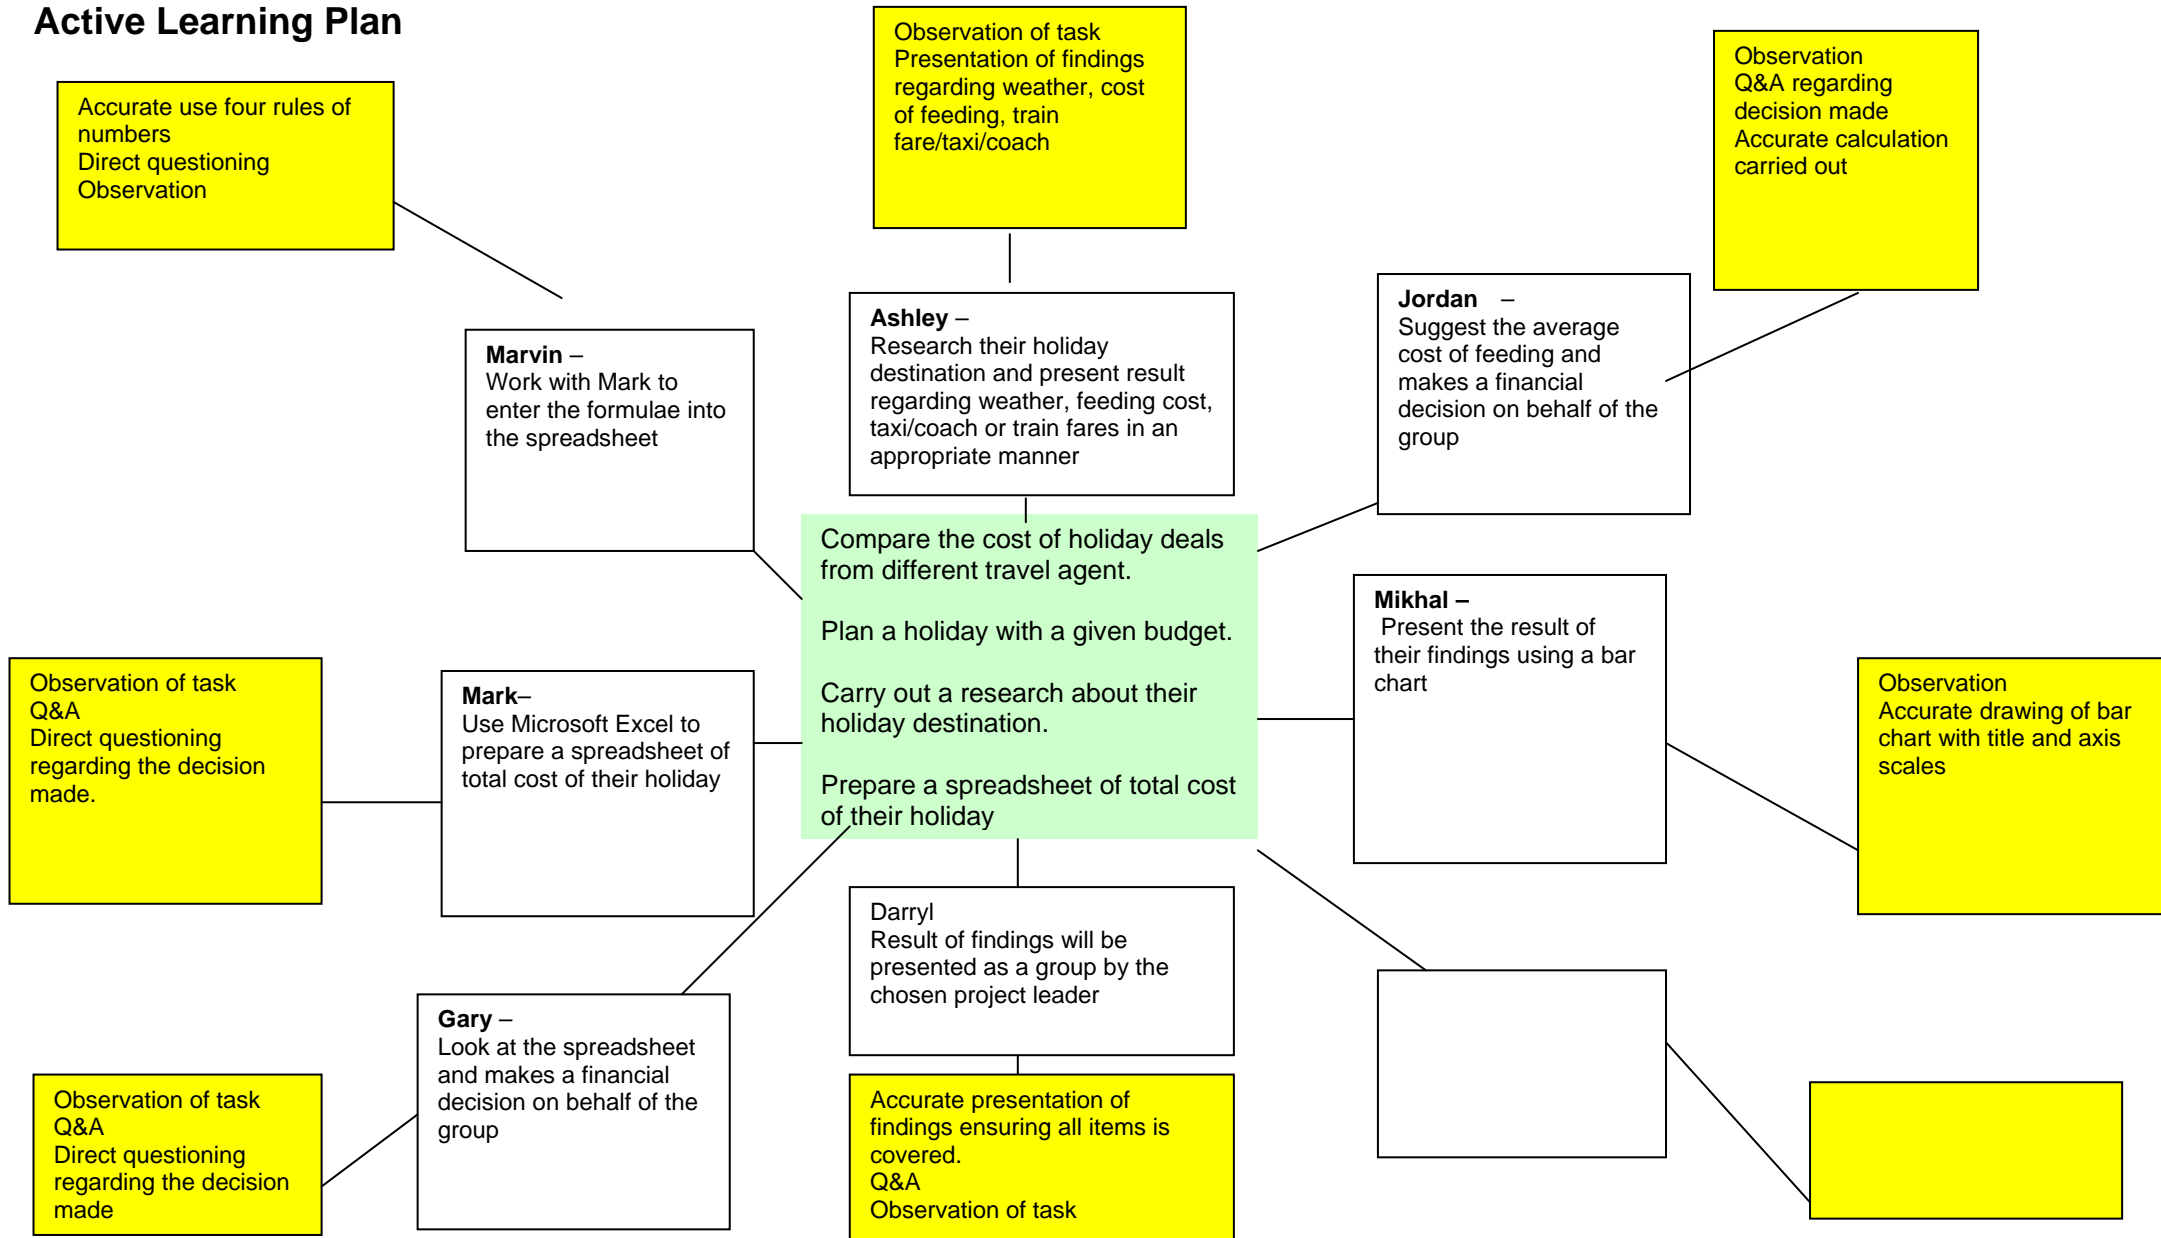 Active Learning Plan
Accurate use four rules of
numbers
Direct questioning
Observation
Observation of task
Presentation of findings
regarding weather, cost
of feeding, train
fare/taxi/coach
Observation
Q&A regarding
decision made
Accurate calculation
carried out
Marvin –
Work with Mark to
enter the formulae into
the spreadsheet
Ashley –
Research their holiday
destination and present result
regarding weather, feeding cost,
taxi/coach or train fares in an
appropriate manner
Jordan –
Suggest the average
cost of feeding and
makes a financial
decision on behalf of the
group
Compare the cost of holiday deals
from different travel agent.
Plan a holiday with a given budget.
Carry out a research about their
holiday destination.
Prepare a spreadsheet of total cost
of their holiday
Mikhal –
Present the result of
their findings using a bar
chart
Observation of task
Q&A
Direct questioning
regarding the decision
made.
Mark–
Use Microsoft Excel to
prepare a spreadsheet of
total cost of their holiday
Observation
Accurate drawing of bar
chart with title and axis
scales
Darryl
Result of findings will be
presented as a group by the
chosen project leader
Gary –
Look at the spreadsheet
and makes a financial
decision on behalf of the
group
Observation of task
Q&A
Direct questioning
regarding the decision
made
Accurate presentation of
findings ensuring all items is
covered.
Q&A
Observation of task